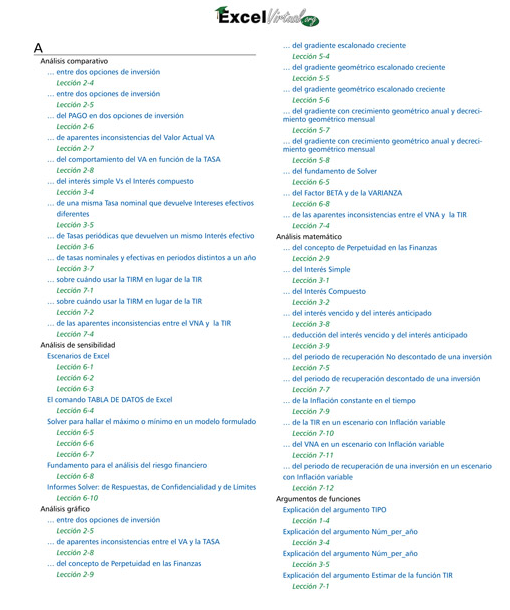 ExcelVirtual.org
A
Análisis comparativo
… entre dos opciones de inversión
Lección 2-4
… entre dos opciones de inversión
Lección 2-5
… del PAGO en dos opciones de inversión
Lección 2-6
… de aparentes inconsistencias del Valor Actual VA
Lección 2-7
… del comportamiento del VA en función de la TASA
Lección 2-8
… del interés simple Vs el Interés compuesto
Lección 3-4
… de una misma Tasa nominal que devuelve Intereses efectivos
diferentes
Lección 3-5
… de Tasas periódicas que devuelven un mismo Interés efectivo
Lección 3-6
… de tasas nominales y efectivas en periodos distintos a un año
Lección 3-7
… sobre cuándo usar la TIRM en lugar de la TIR
Lección 7-1
… sobre cuándo usar la TIRM en lugar de la TIR
Lección 7-2
… de las aparentes inconsistencias entre el VNA y la TIR
Lección 7-4
Análisis de sensibilidad
Escenarios de Excel
Lección 6-1
Lección 6-2
Lección 6-3
El comando TABLA DE DATOS de Excel
Lección 6-4
Solver para hallar el máximo o mínimo en un modelo formulado
Lección 6-5
Lección 6-6
Lección 6-7
Fundamento para el análisis del riesgo financiero
Lección 6-8
Informes Solver: de Respuestas, de Confidencialidad y de Límites
Lección 6-10
Análisis gráfico
… entre dos opciones de inversión
Lección 2-5
… de aparentes inconsistencias entre el VA y la TASA
Lección 2-8
… del concepto de Perpetuidad en las Finanzas
Lección 2-9
… del gradiente escalonado creciente
Lección 5-4
… del gradiente geométrico escalonado creciente
Lección 5-5
… del gradiente geométrico escalonado creciente
Lección 5-6
… del gradiente con crecimiento geométrico anual y decreci-
miento geométrico mensual
Lección 5-7
… del gradiente con crecimiento geométrico anual y decreci-
miento geométrico mensual
Lección 5-8
… del fundamento de Solver
Lección 6-5
… del Factor BETA y de la VARIANZA
Lección 6-8
… de las aparentes inconsistencias entre el VNA y la TIR
Lección 7-4
Análisis matemático
… del concepto de Perpetuidad en las Finanzas
Lección 2-9
… del Interés Simple
Lección 3-1
… del Interés Compuesto
Lección 3-2
… del interés vencido y del interés anticipado
Lección 3-8
… deducción del interés vencido y del interés anticipado
Lección 3-9
… del periodo de recuperación No descontado de una inversión
Lección 7-5
… del periodo de recuperación descontado de una inversión
Lección 7-7
… de la Inflación constante en el tiempo
Lección 7-9
… de la TIR en un escenario con Inflación variable
Lección 7-10
… del VNA en un escenario con Inflación variable
Lección 7-11
… del periodo de recuperación de una inversión en un escenario
con Inflación variable
Lección 7-12
Argumentos de funciones
Explicación del argumento TIPO
Lección 1-4
Explicación del argumento Núm_per_año
Lección 3-4
Explicación del argumento Núm_per_año
Lección 3-5
Explicación del argumento Estimar de la función TIR
Lección 7-1